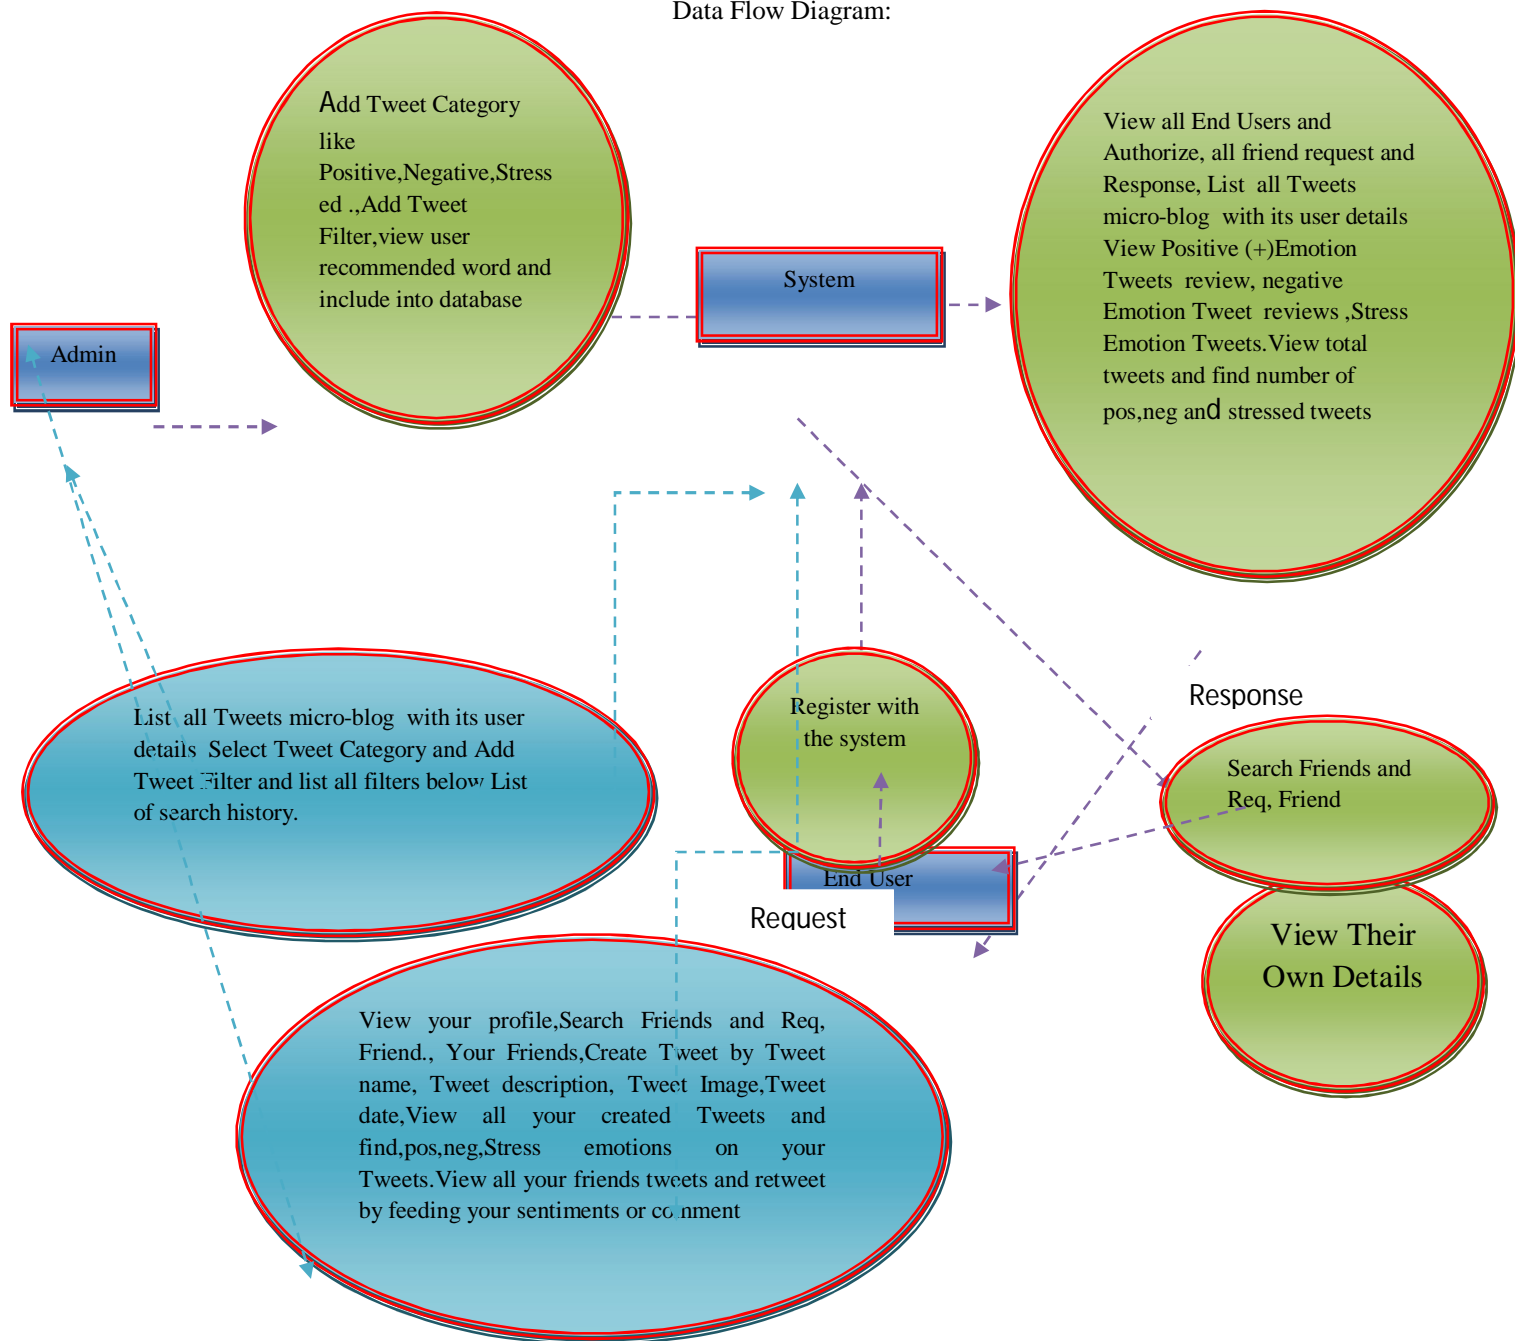 Data Flow Diagram:
Add Tweet Category
like
Positive,Negative,Stress
ed .,Add Tweet
Filter,view user
recommended word and
include into database
System
View all End Users and
Authorize, all friend request and
Response, List all Tweets
micro-blog with its user details
View Positive (+)Emotion
Tweets review, negative
Emotion Tweet reviews ,Stress
Emotion Tweets.View total
tweets and find number of
pos,neg and stressed tweets
Admin
List all Tweets micro-blog with its user
details Select Tweet Category and Add
Tweet Filter and list all filters below List
of search history.
Register with
the system
Response
Search Friends and
Req, Friend
End User
Request
View Their
Own Details
View your profile,Search Friends and Req,
Friend., Your Friends,Create Tweet by Tweet
name, Tweet description, Tweet Image,Tweet
date,View all your created Tweets and
find,pos,neg,Stress emotions on your
Tweets.View all your friends tweets and retweet
by feeding your sentiments or comment